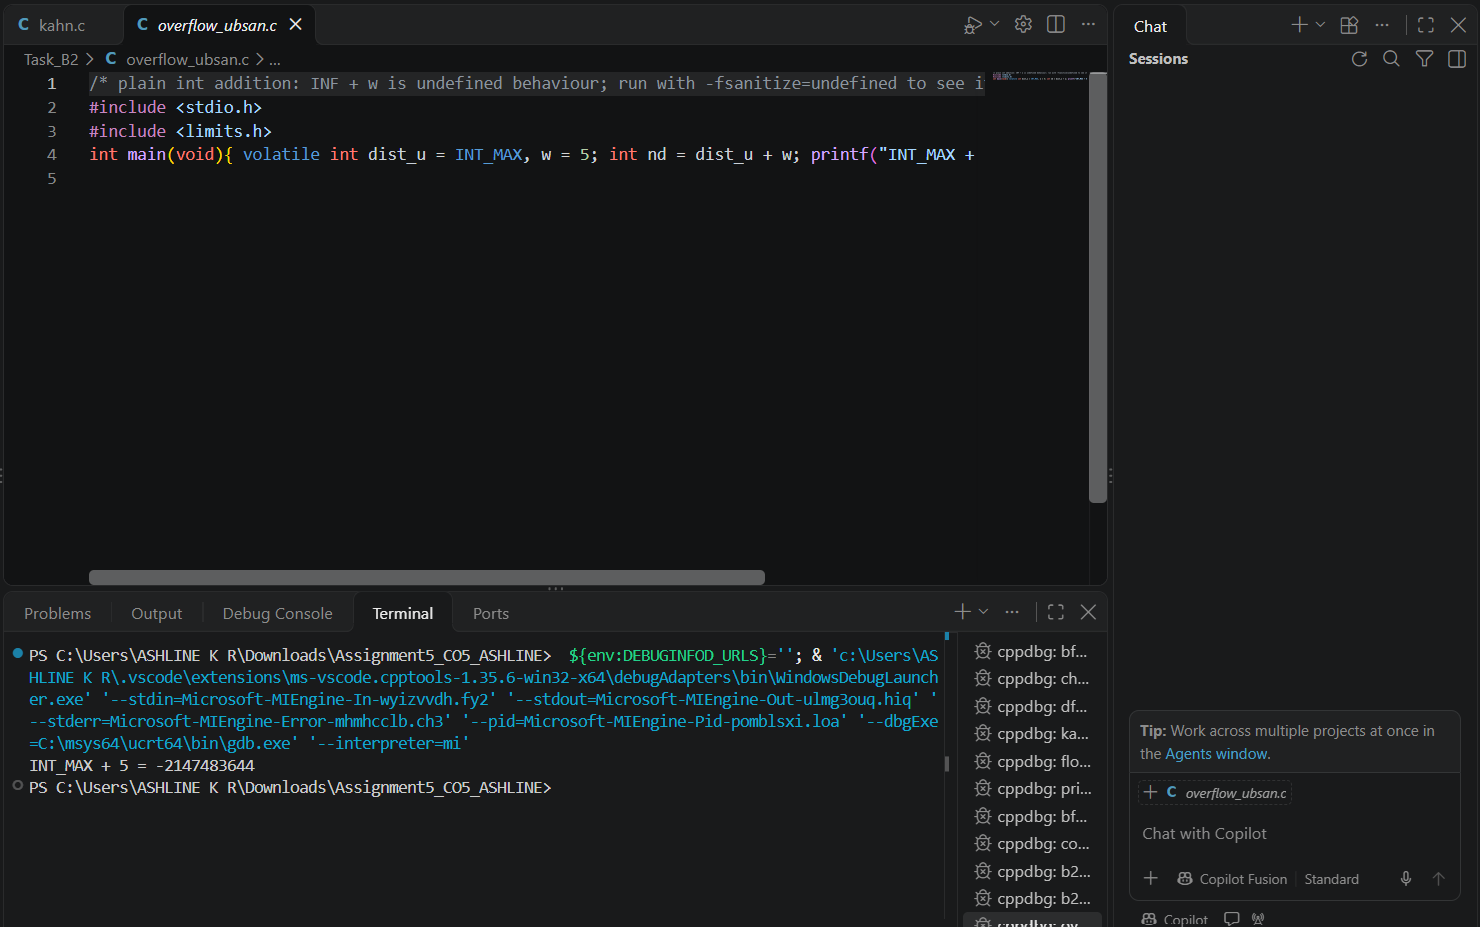 kahn.c
overflow_ubsan.c
Task_B2 > overflow_ubsan.c > ...
1 /* plain int addition: INF + w is undefined behaviour; run with -fsanitize=undefined to see i
2 #include <stdio.h>
3 #include <limits.h>
4 int main(void){ volatile int dist_u = INT_MAX, w = 5; int nd = dist_u + w; printf("INT_MAX +
5
Problems Output Debug Console Terminal Ports
PS C:\Users\ASHLINE K R\Downloads\Assignment5_CO5_ASHLINE>  ${env:DEBUGINFOD_URLS}=''; & 'c:\Users\AS
HLINE K R\.vscode\extensions\ms-vscode.cpptools-1.35.6-win32-x64\debugAdapters\bin\WindowsDebugLaunch
er.exe' '--stdin=Microsoft-MIEngine-In-wyizvvdh.fy2' '--stdout=Microsoft-MIEngine-Out-ulmg3ouq.hiq' '
--stderr=Microsoft-MIEngine-Error-mhmhcclb.ch3' '--pid=Microsoft-MIEngine-Pid-pomblsxi.loa' '--dbgExe
=C:\msys64\ucrt64\bin\gdb.exe' '--interpreter=mi'
INT_MAX + 5 = -2147483644
PS C:\Users\ASHLINE K R\Downloads\Assignment5_CO5_ASHLINE>
cppdbg: bf...
cppdbg: ch...
cppdbg: df...
cppdbg: ka...
cppdbg: flo...
cppdbg: pri...
cppdbg: bf...
cppdbg: co...
cppdbg: b2...
cppdbg: b2...
cppdbg: ov...
Chat
Sessions
Tip: Work across multiple projects at once in
the Agents window.
overflow_ubsan.c
Chat with Copilot
Copilot Fusion Standard
Copilot